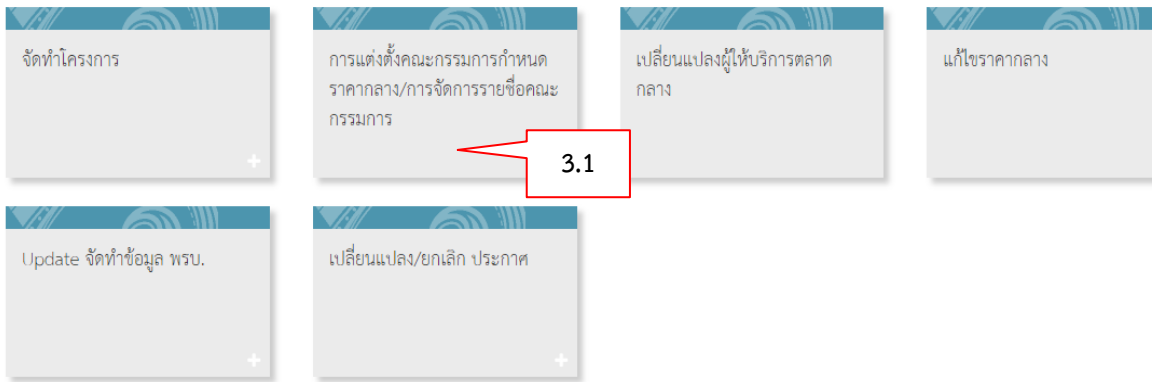 จัดทำโครงการ
การแต่งตั้งคณะกรรมการกำหนด
ราคากลาง/การจัดการรายชื่อคณะ
กรรมการ
เปลี่ยนแปลงผู้ให้บริการตลาด
กลาง
แก้ไขราคากลาง
3.1
Update จัดทำข้อมูล พรบ.
เปลี่ยนแปลง/ยกเลิก ประกาศ